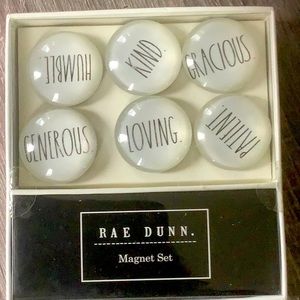 HUMBLE.
KIND.
GRACIOUS.
GENEROUS.
LOVING.
PATIENT.
RAE DUNN.
Magnet Set